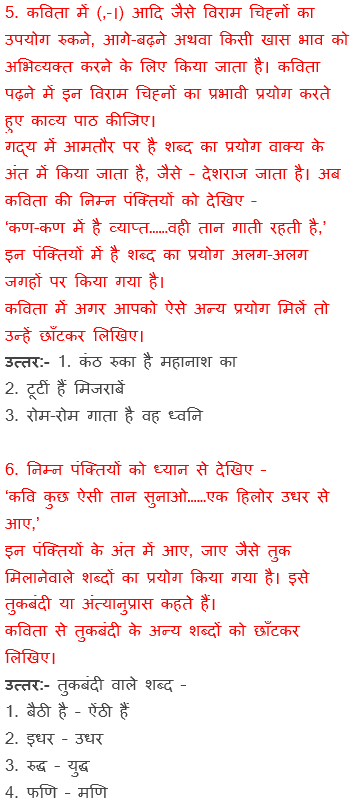 5. कविता में (,-।) आदि जैसे विराम चिह्नों का
उपयोग रुकने, आगे-बढ़ने अथवा किसी खास भाव को
अभिव्यक्त करने के लिए किया जाता है। कविता
पढ़ने में इन विराम चिह्नों का प्रभावी प्रयोग करते
हुए काव्य पाठ कीजिए।
गद्य में आमतौर पर है शब्द का प्रयोग वाक्य के
अंत में किया जाता है, जैसे – देशराज जाता है। अब
कविता की निम्न पंक्तियों को देखिए –
‘कण-कण में है व्याप्त……वही तान गाती रहती है,’
इन पंक्तियों में है शब्द का प्रयोग अलग-अलग
जगहों पर किया गया है।
कविता में अगर आपको ऐसे अन्य प्रयोग मिलें तो
उन्हें छाँटकर लिखिए।
उत्तर:- 1. कंठ रुका है महानाश का
2. टूटीं हैं मिजराबें
3. रोम-रोम गाता है वह ध्वनि
6. निम्न पंक्तियों को ध्यान से देखिए –
‘कवि कुछ ऐसी तान सुनाओ……एक हिलोर उधर से
आए,’
इन पंक्तियों के अंत में आए, जाए जैसे तुक
मिलानेवाले शब्दों का प्रयोग किया गया है। इसे
तुकबंदी या अंत्यानुप्रास कहते हैं।
कविता से तुकबंदी के अन्य शब्दों को छाँटकर
लिखिए।
उत्तर:- तुकबंदी वाले शब्द –
1. बैठी है – ऐंठी हैं
2. इधर – उधर
3. रुद्ध – युद्ध
4. फणि – मणि